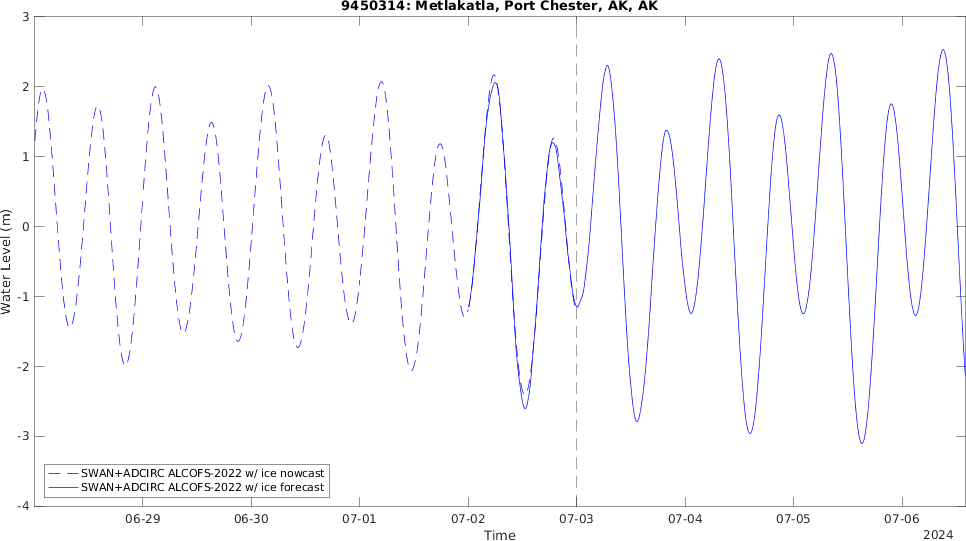 9450314: Metlakatla, Port Chester, AK, AK
3
2
1
0
-1
-2
-3
-4
Water Level (m)
SWAN+ADCIRC ALCOFS-2022 w/ ice nowcast
SWAN+ADCIRC ALCOFS-2022 w/ ice forecast
06-29 06-30 07-01 07-02 07-03 07-04 07-05 07-06
Time
2024